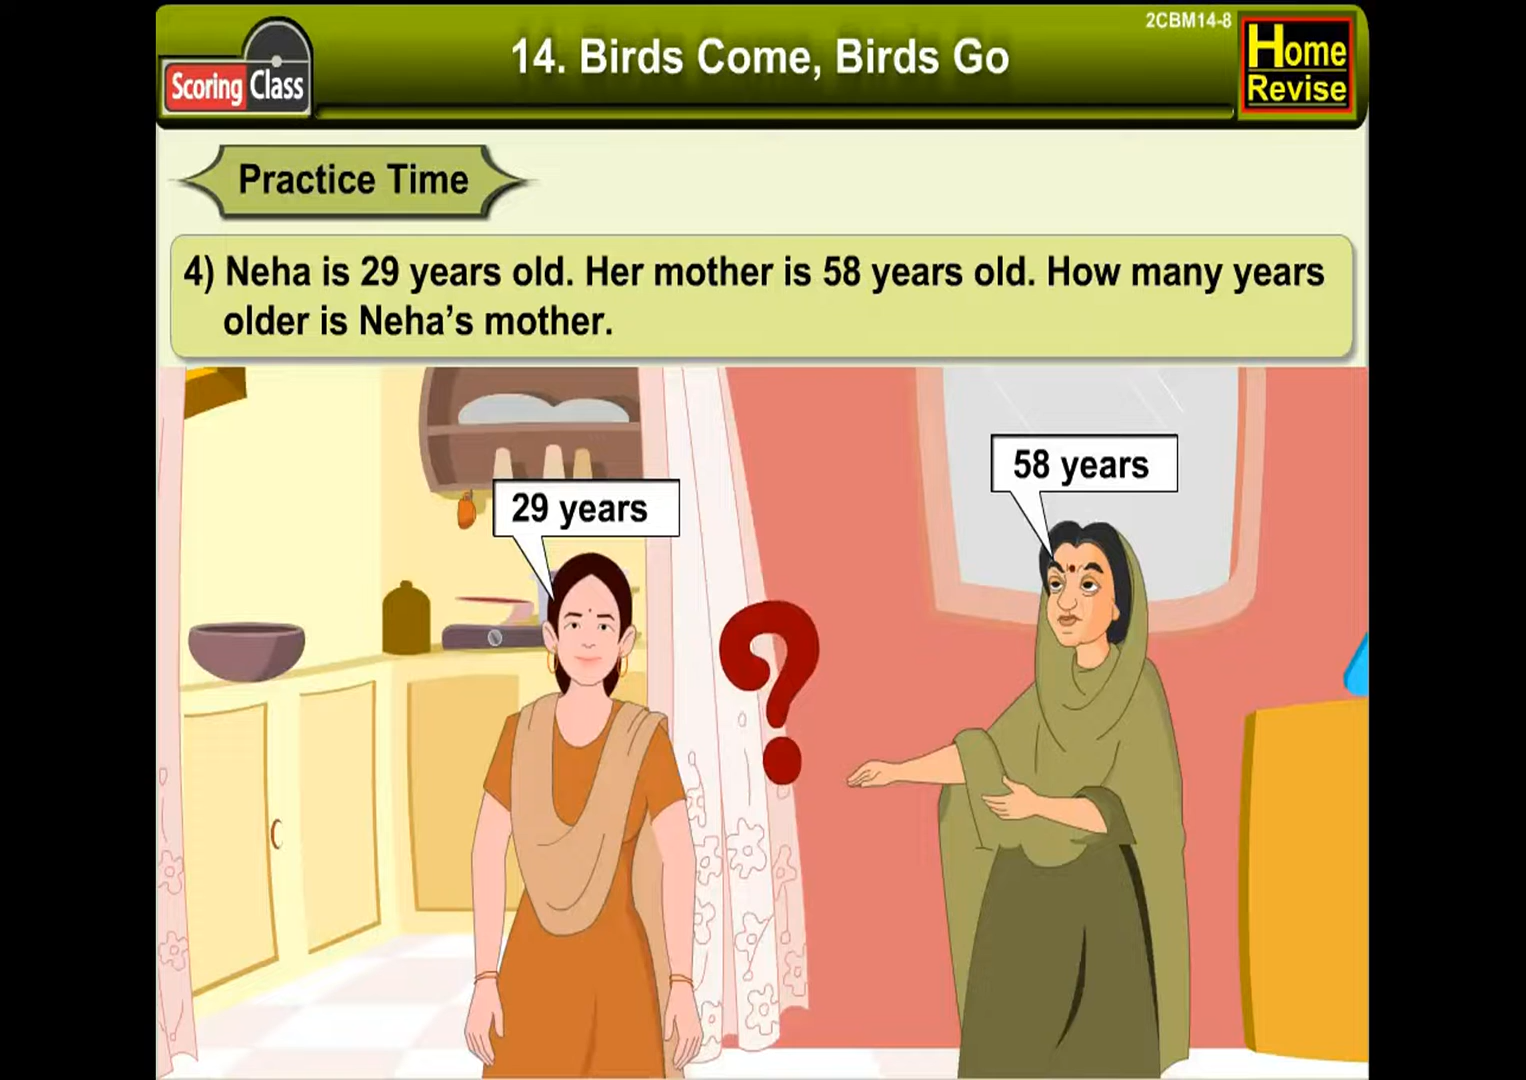 2CBM14-8
14. Birds Come, Birds Go
Scoring Class
Home
Revise
Practice Time
4) Neha is 29 years old. Her mother is 58 years old. How many years
older is Neha's mother.
58 years
29 years
?